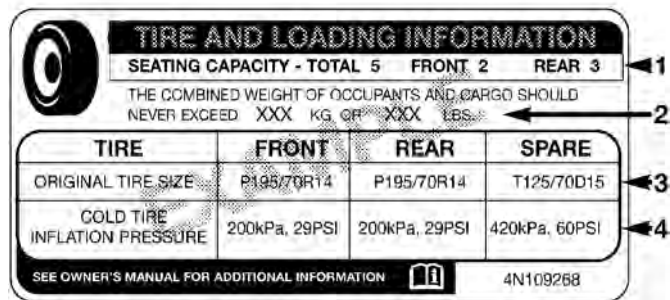 TIRE AND LOADING INFORMATION
SEATING CAPACITY - TOTAL 5 FRONT 2 REAR 3 1
THE COMBINED WEIGHT OF OCCUPANTS AND CARGO SHOULD
NEVER EXCEED XXX KG OR XXX LBS. 2
TIRE FRONT REAR SPARE
ORIGINAL TIRE SIZE P195/70R14 P195/70R14 T125/70D15 3
COLD TIRE
INFLATION PRESSURE 200kPa, 29PSI 200kPa, 29PSI 420kPa, 60PSI 4
SEE OWNER'S MANUAL FOR ADDITIONAL INFORMATION i 4N109268
EXAMPLE